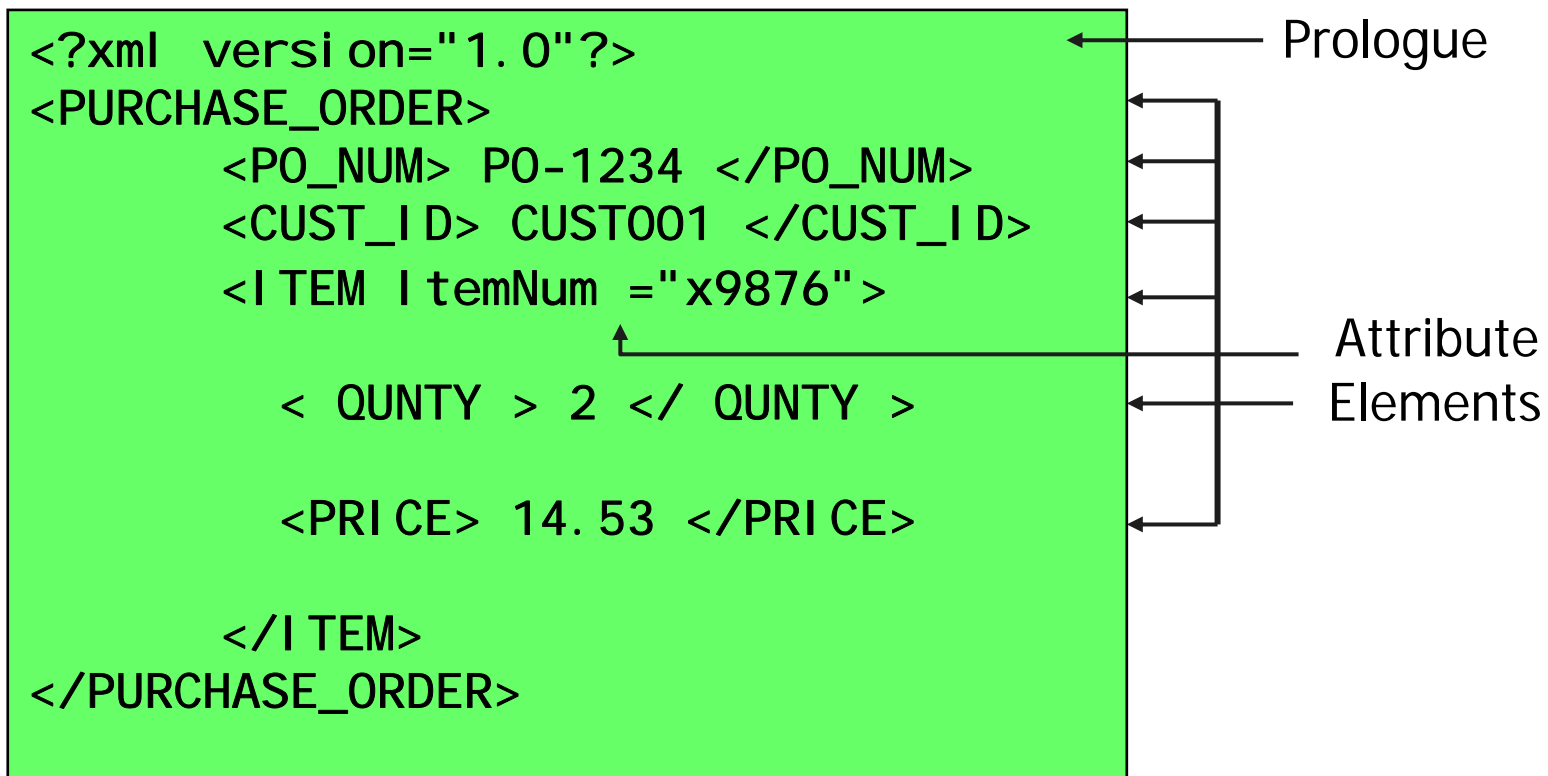 <?xml version="1.0"?>
Prologue
<PURCHASE_ORDER>
<PO_NUM> PO-1234 </PO_NUM>
<CUST_ID> CUST001 </CUST_ID>
<ITEM ItemNum ="x9876">
Attribute
< QUNTY > 2 </ QUNTY >
Elements
<PRICE> 14.53 </PRICE>
</ITEM>
</PURCHASE_ORDER>